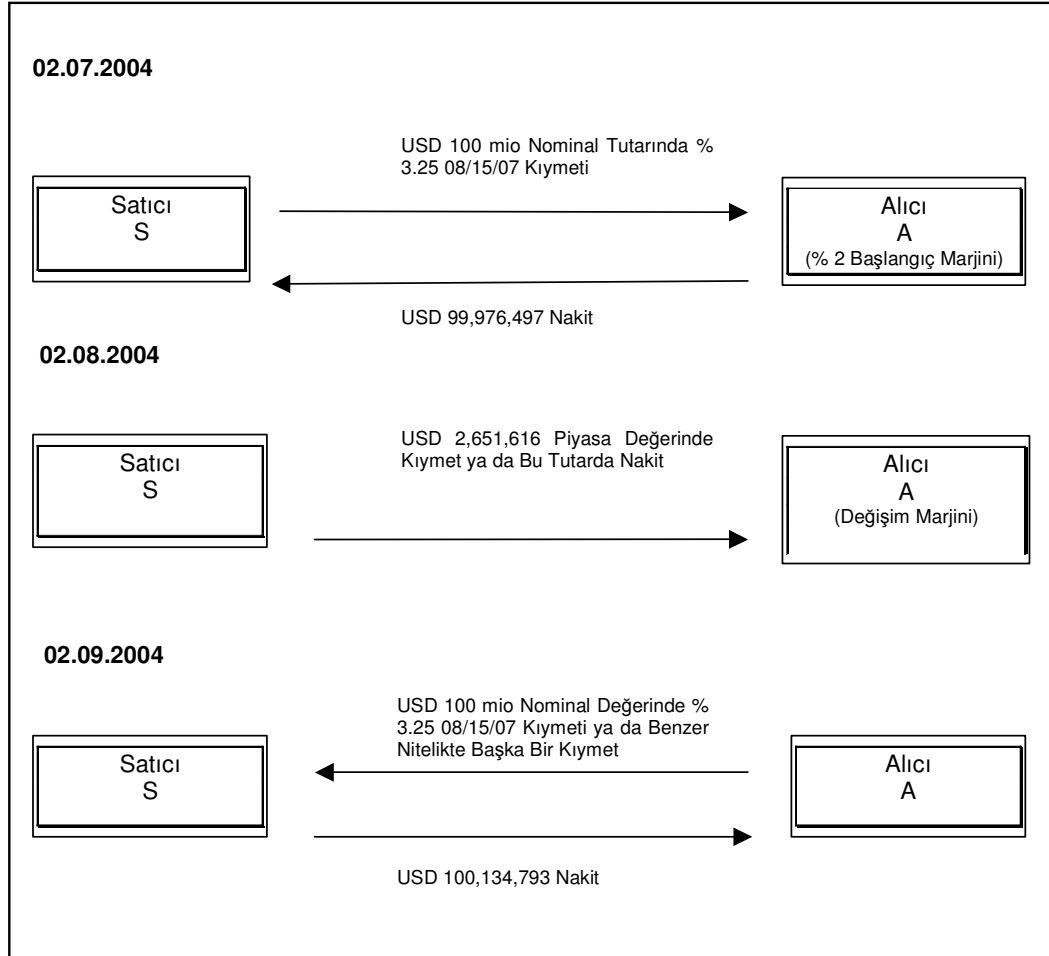 02.07.2004
USD 100 mio Nominal Tutarında %
3.25 08/15/07 Kıymeti
Satıcı
S
Alıcı
A
(% 2 Başlangıç Marjini)
USD 99,976,497 Nakit
02.08.2004
USD 2,651,616 Piyasa Değerinde
Kıymet ya da Bu Tutarda Nakit
Satıcı
S
Alıcı
A
(Değişim Marjini)
02.09.2004
USD 100 mio Nominal Değerinde %
3.25 08/15/07 Kıymeti ya da Benzer
Nitelikte Başka Bir Kıymet
Satıcı
S
Alıcı
A
USD 100,134,793 Nakit